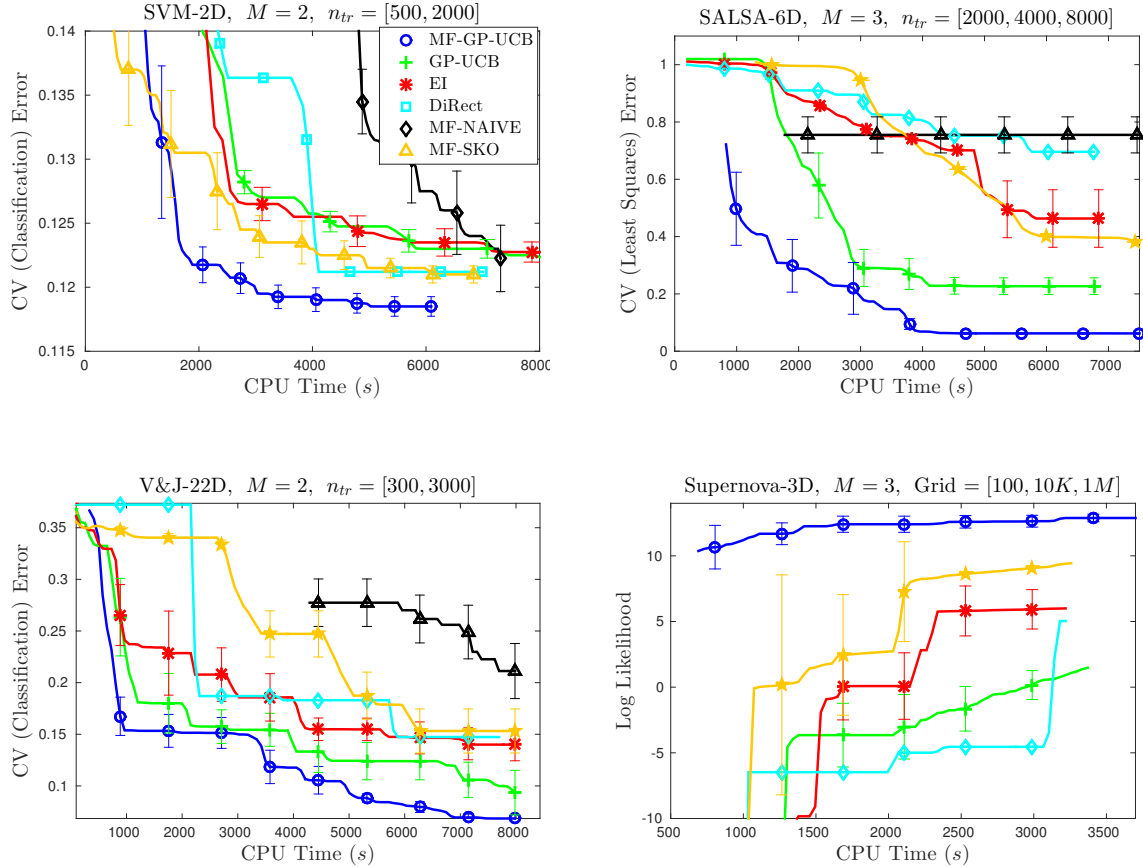 SVM-2D, M = 2, n_tr = [500, 2000]
0.14
0.135
0.13
0.125
0.12
0.115
CV (Classification) Error
0
2000
4000
6000
8000
CPU Time (s)
MF-GP-UCB
GP-UCB
EI
DiRect
MF-NAIVE
MF-SKO
SALSA-6D, M = 3, n_tr = [2000, 4000, 8000]
1
0.8
0.6
0.4
0.2
0
CV (Least Squares) Error
0
1000
2000
3000
4000
5000
6000
7000
CPU Time (s)
V&J-22D, M = 2, n_tr = [300, 3000]
0.35
0.3
0.25
0.2
0.15
0.1
CV (Classification) Error
1000
2000
3000
4000
5000
6000
7000
8000
CPU Time (s)
Supernova-3D, M = 3, Grid = [100, 10K, 1M]
10
5
0
-5
-10
Log Likelihood
500
1000
1500
2000
2500
3000
3500
CPU Time (s)